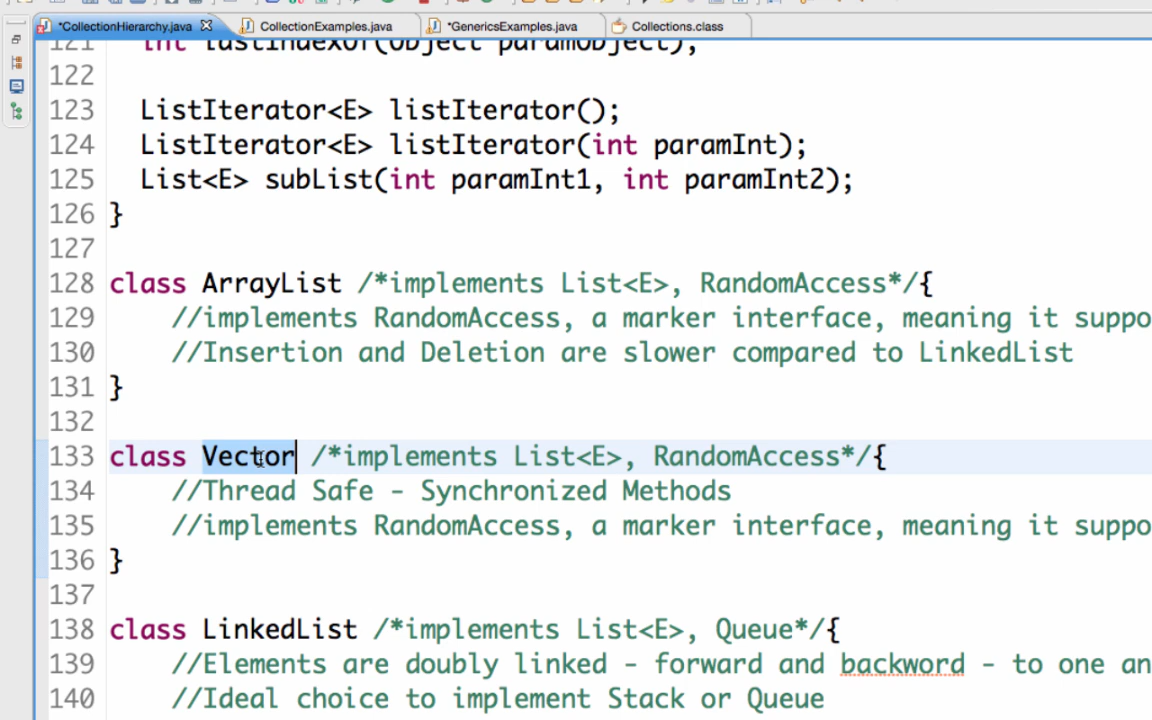 *CollectionHierarchy.java CollectionExamples.java *GenericsExamples.java Collections.class
121 int lastIndexOf(Object paramObject);
122
123 ListIterator<E> listIterator();
124 ListIterator<E> listIterator(int paramInt);
125 List<E> subList(int paramInt1, int paramInt2);
126 }
127
128 class ArrayList /*implements List<E>, RandomAccess*/{
129 //implements RandomAccess, a marker interface, meaning it suppo
130 //Insertion and Deletion are slower compared to LinkedList
131 }
132
133 class Vector /*implements List<E>, RandomAccess*/{
134 //Thread Safe - Synchronized Methods
135 //implements RandomAccess, a marker interface, meaning it suppo
136 }
137
138 class LinkedList /*implements List<E>, Queue*/{
139 //Elements are doubly linked - forward and backword - to one an
140 //Ideal choice to implement Stack or Queue